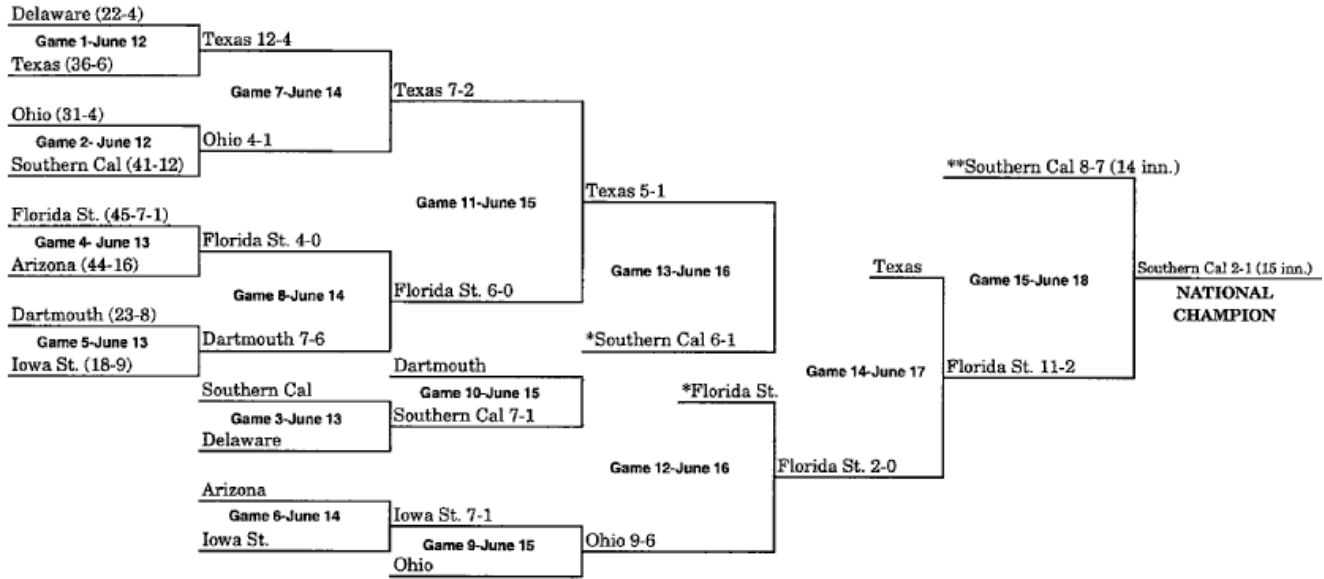 Delaware (22-4)
Game 1-June 12
Texas (36-6)
Texas 12-4
Game 7-June 14
Ohio (31-4)
Game 2- June 12
Southern Cal (41-12)
Ohio 4-1
Texas 7-2
Game 11-June 15
Florida St. (45-7-1)
Game 4- June 13
Arizona (44-16)
Florida St. 4-0
Game 8-June 14
Dartmouth (23-8)
Game 5-June 13
Iowa St. (18-9)
Dartmouth 7-6
Florida St. 6-0
Texas 5-1
Game 13-June 16
*Southern Cal 6-1
Dartmouth
Game 10-June 15
Southern Cal 7-1
Southern Cal
Game 3-June 13
Delaware
Arizona
Game 6-June 14
Iowa St.
Iowa St. 7-1
Game 9-June 15
Ohio
Ohio 9-6
*Florida St.
Game 12-June 16
Florida St. 2-0
Texas
Game 14-June 17
Florida St. 11-2
**Southern Cal 8-7 (14 inn.)
Game 15-June 18
Southern Cal 2-1 (15 inn.)
NATIONAL
CHAMPION